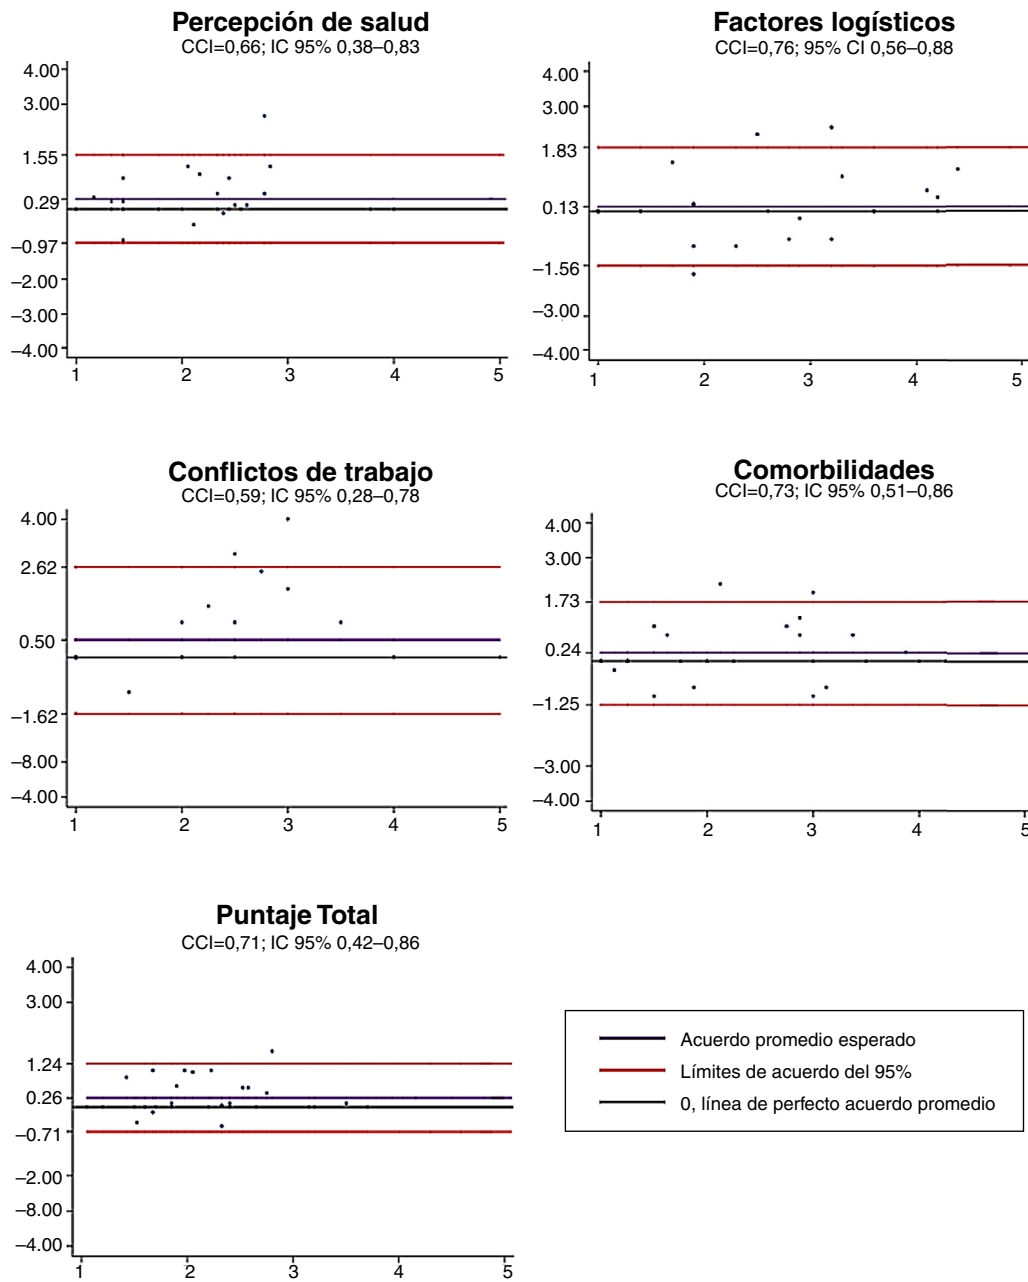 Percepción de salud
CCI=0,66; IC 95% 0,38–0,83
4.00
3.00
1.55
0.29
–0.97
–2.00
–3.00
–4.00
1 2 3 4 5
Factores logísticos
CCI=0,76; 95% CI 0,56–0,88
4.00
3.00
1.83
0.13
–1.56
–3.00
–4.00
1 2 3 4 5
Conflictos de trabajo
CCI=0,59; IC 95% 0,28–0,78
4.00
2.62
0.50
–1.62
–8.00
–4.00
1 2 3 4 5
Comorbilidades
CCI=0,73; IC 95% 0,51–0,86
4.00
3.00
1.73
0.24
–1.25
–3.00
–4.00
1 2 3 4 5
Puntaje Total
CCI=0,71; IC 95% 0,42–0,86
4.00
3.00
1.24
0.26
–0.71
–2.00
–8.00
–4.00
1 2 3 4 5
Acuerdo promedio esperado
Límites de acuerdo del 95%
0, línea de perfecto acuerdo promedio